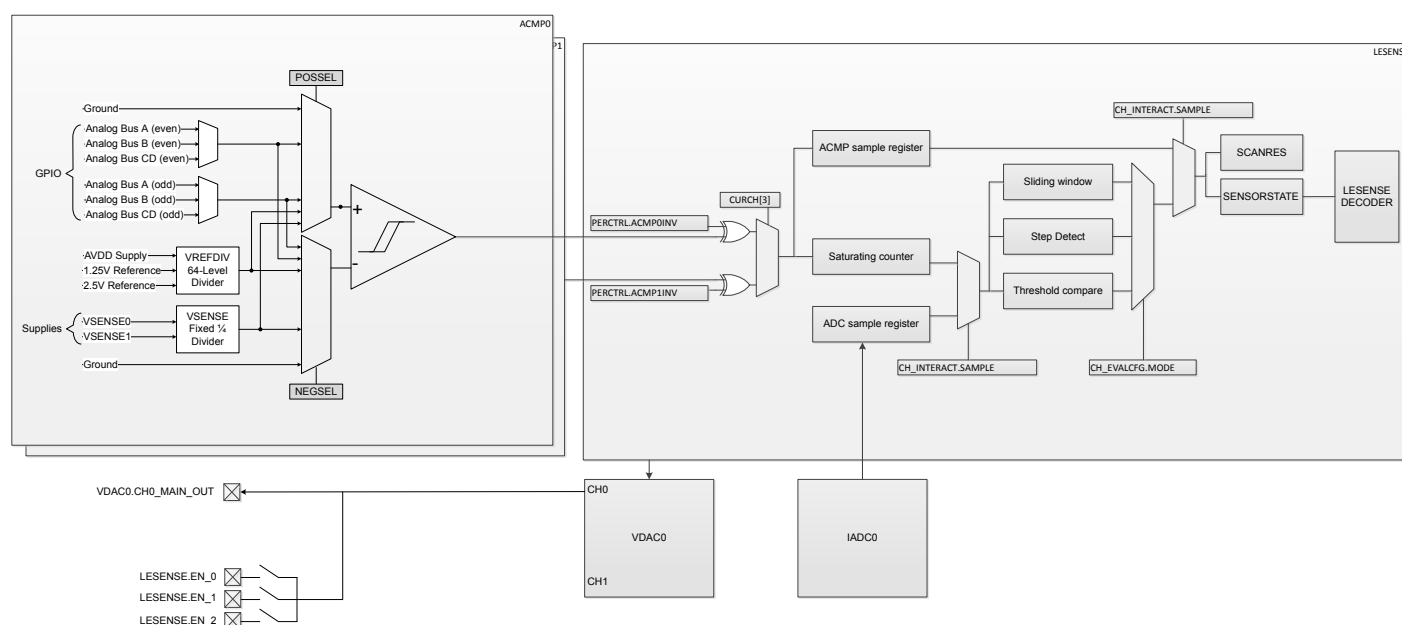 ACMP0
P1
LESENS
POSSEL
Ground
Analog Bus A (even)
Analog Bus B (even)
Analog Bus CD (even)
GPIO
Analog Bus A (odd)
Analog Bus B (odd)
Analog Bus CD (odd)
+
-
AVDD Supply
1.25V Reference
2.5V Reference
VREFDIV
64-Level
Divider
Supplies
VSENSE0
VSENSE1
VSENSE
Fixed ¼
Divider
Ground
NEGSEL
PERCTRL.ACMP0INV
PERCTRL.ACMP1INV
CURCH[3]
ACMP sample register
Saturating counter
ADC sample register
CH_INTERACT.SAMPLE
Sliding window
Step Detect
Threshold compare
CH_EVALCFG.MODE
CH_INTERACT.SAMPLE
SCANRES
SENSORSTATE
LESENSE
DECODER
VDAC0.CH0_MAIN_OUT
CH0
VDAC0
CH1
IADC0
LESENSE.EN_0
LESENSE.EN_1
LESENSE.EN_2